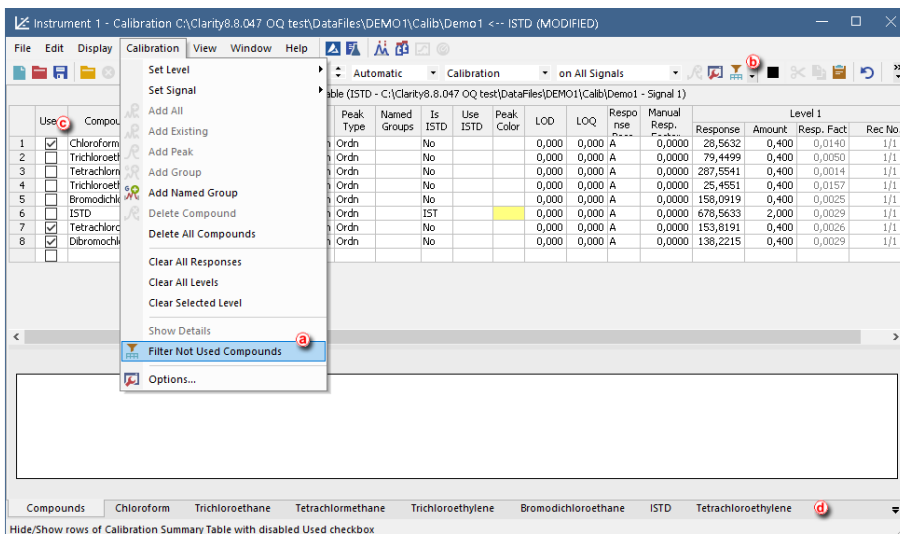 Instrument 1 - Calibration C:\Clarity8.8.047 OQ test\DataFiles\DEMO1\Calib\Demo1 <-- ISTD (MODIFIED)
File Edit Display Calibration View Window Help
Automatic Calibration on All Signals b
Set Level
Set Signal
Add All
Add Existing
Add Peak
Add Group
Add Named Group
Delete Compound
Delete All Compounds
Clear All Responses
Clear All Levels
Clear Selected Level
Show Details
Filter Not Used Compounds a
Options...
(ISTD - C:\Clarity8.8.047 OQ test\DataFiles\DEMO1\Calib\Demo1 - Signal 1)
Use c Peak Type Named Groups Is ISTD Use ISTD Peak Color LOD LOQ Respo nse Manual Resp. Level 1
Response Amount Resp. Fact Rec No
1 Chloroform Ordn No 0,000 0,000 A 0,0000 28,5632 0,400 0,0140 1/1
2 Ordn No 0,000 0,000 A 0,0000 79,4499 0,400 0,0050 1/1
3 Ordn No 0,000 0,000 A 0,0000 287,5541 0,400 0,0014 1/1
4 Ordn No 0,000 0,000 A 0,0000 25,4551 0,400 0,0157 1/1
5 Ordn No 0,000 0,000 A 0,0000 158,0919 0,400 0,0025 1/1
6 ISTD Ordn IST 0,000 0,000 A 0,0000 678,5633 2,000 0,0029 1/1
7 Ordn No 0,000 0,000 A 0,0000 153,8191 0,400 0,0026 1/1
8 Ordn No 0,000 0,000 A 0,0000 138,2215 0,400 0,0029 1/1
Compounds Chloroform Trichloroethane Tetrachlormethane Trichloroethylene Bromodichloroethane ISTD Tetrachloroethylene d
Hide/Show rows of Calibration Summary Table with disabled Used checkbox